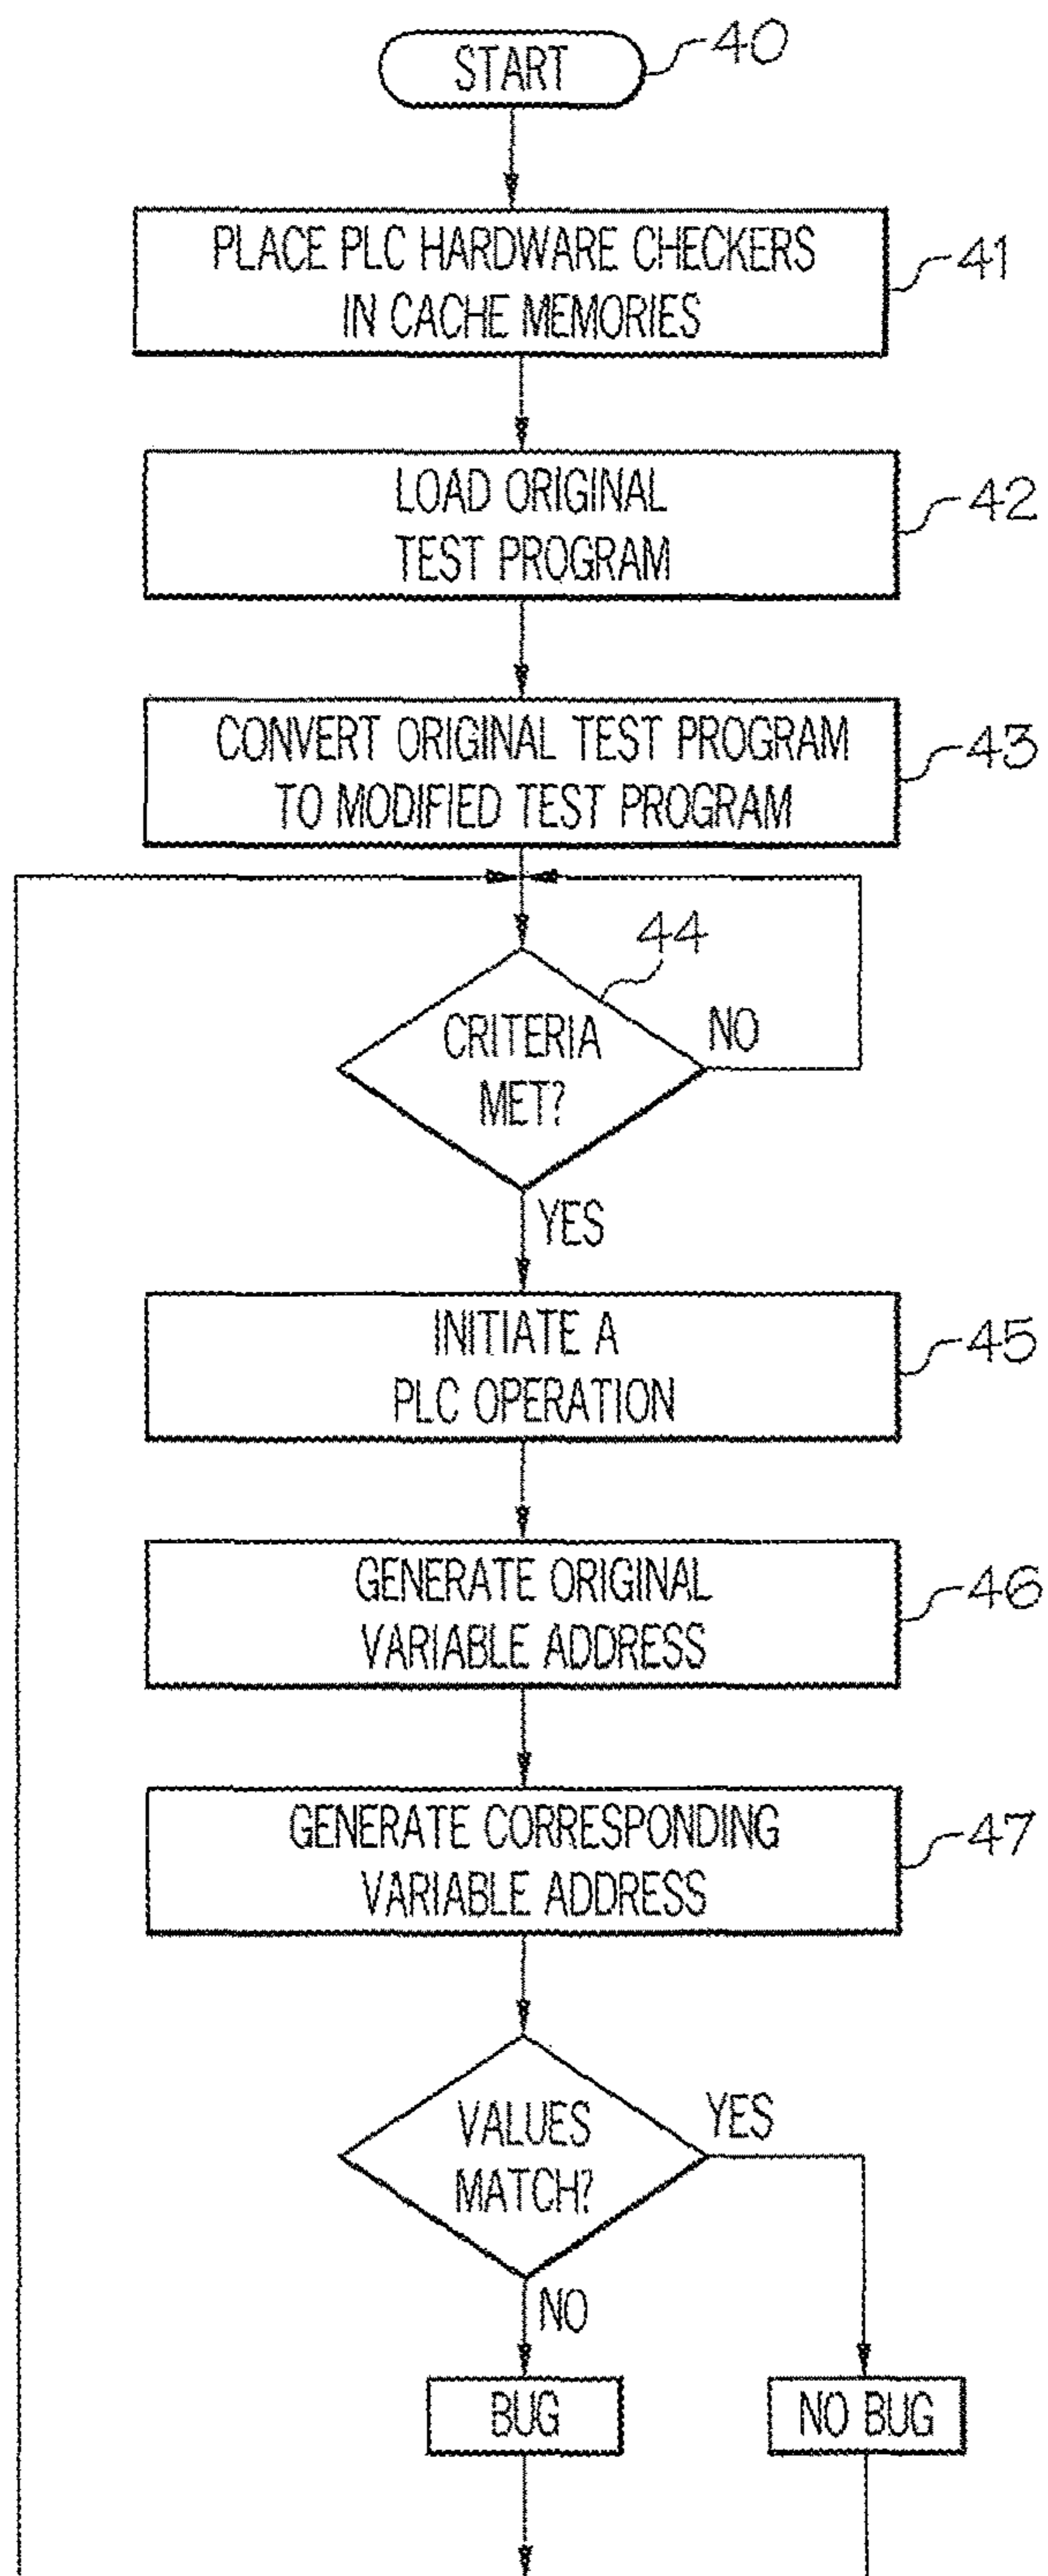 START
40
PLACE PLC HARDWARE CHECKERS
IN CACHE MEMORIES
41
LOAD ORIGINAL
TEST PROGRAM
42
CONVERT ORIGINAL TEST PROGRAM
TO MODIFIED TEST PROGRAM
43
44
CRITERIA
MET?
NO
YES
INITIATE A
PLC OPERATION
45
GENERATE ORIGINAL
VARIABLE ADDRESS
46
GENERATE CORRESPONDING
VARIABLE ADDRESS
47
VALUES
MATCH?
YES
NO
BUG
NO BUG